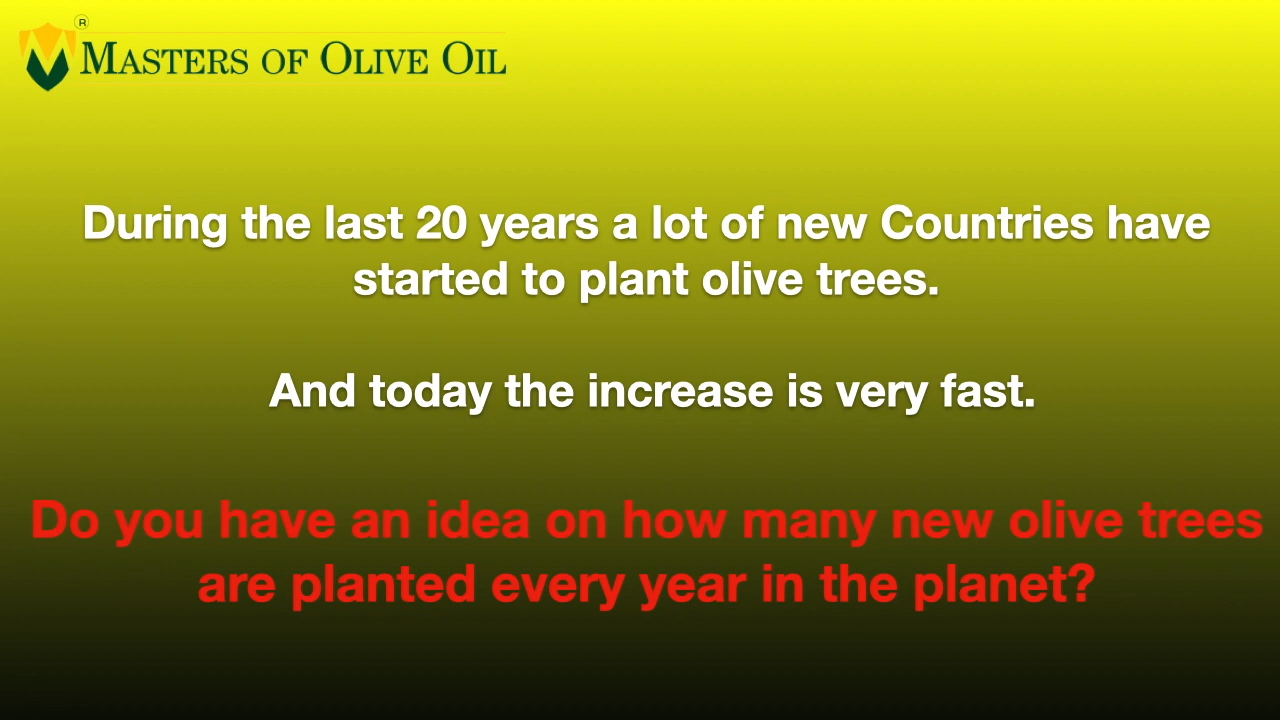 ®
MASTERS OF OLIVE OIL
During the last 20 years a lot of new Countries have
started to plant olive trees.
And today the increase is very fast.
Do you have an idea on how many new olive trees
are planted every year in the planet?